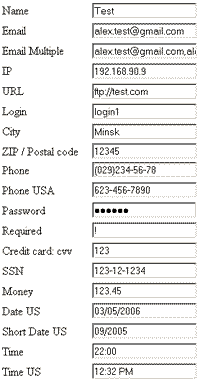 Name Test
Email alex.test@gmail.com
Email Multiple alex.test@gmail.com,ale
IP 192.168.90.9
URL ftp://test.com
Login login1
City Minsk
ZIP / Postal code 12345
Phone (029)234-56-78
Phone USA 623-456-7890
Password ●●●●●●
Required !
Credit card: cvv 123
SSN 123-12-1234
Money 123.45
Date US 03/05/2006
Short Date US 09/2005
Time 22:00
Time US 12:32 PM